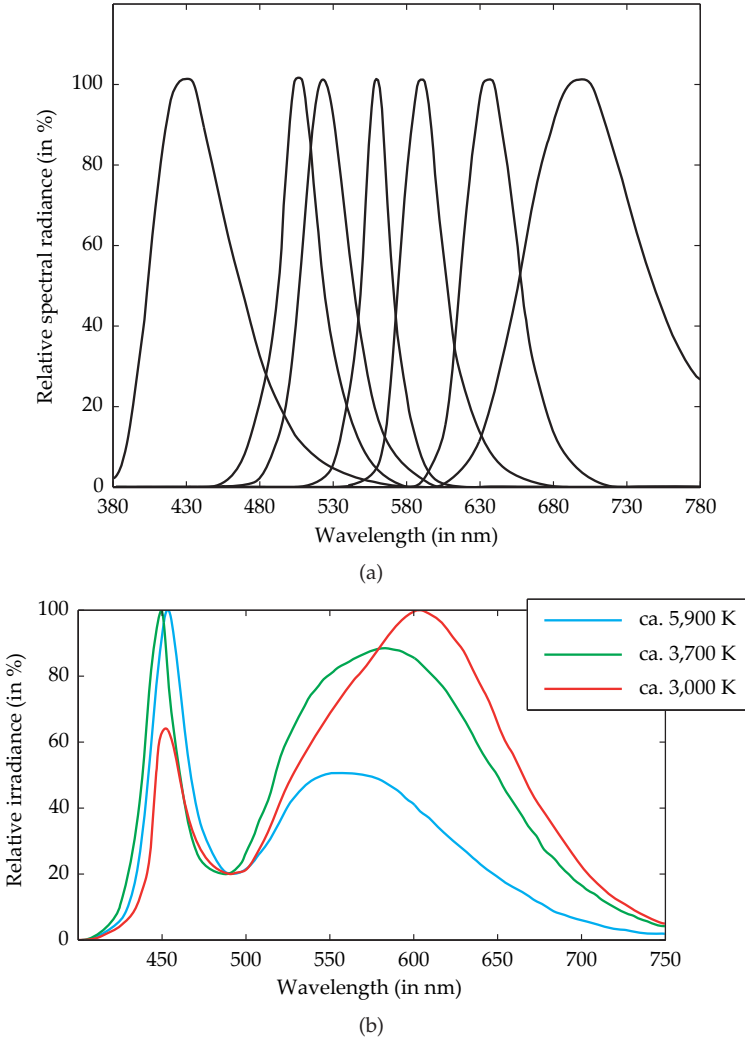 100
80
60
40
20
0
Relative spectral radiance (in %)
380 430 480 530 580 630 680 730 780
Wavelength (in nm)
(a)
100
80
60
40
20
0
Relative irradiance (in %)
ca. 5,900 K
ca. 3,700 K
ca. 3,000 K
450 500 550 600 650 700 750
Wavelength (in nm)
(b)